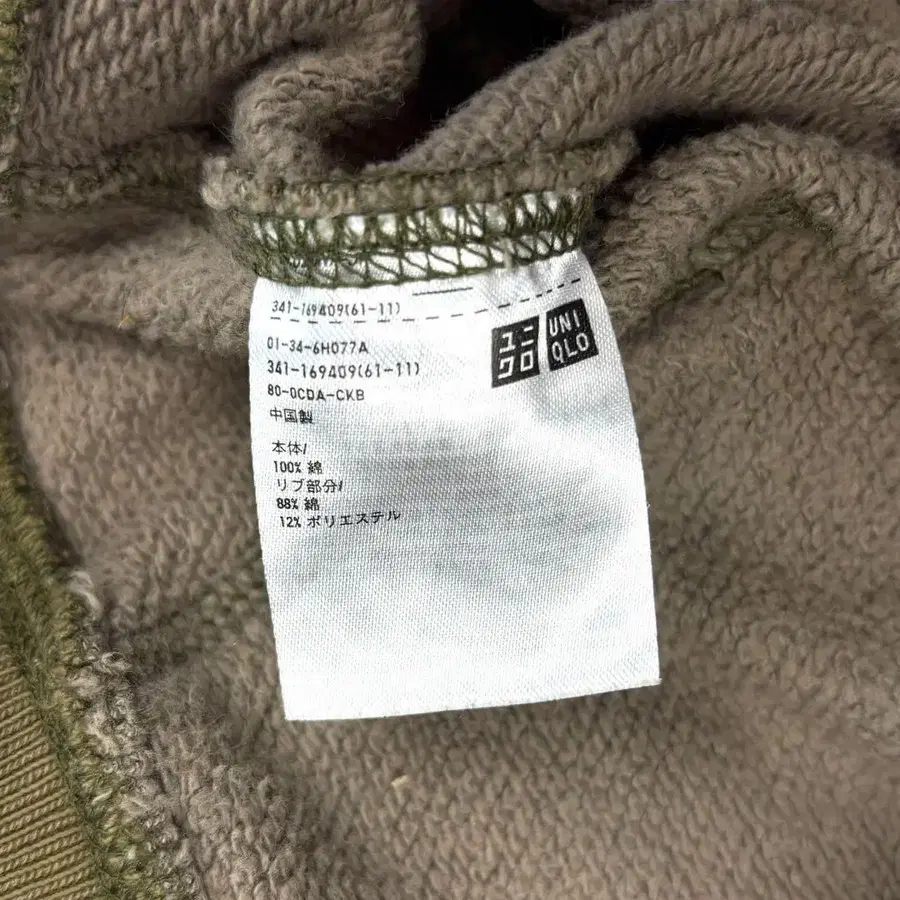 341-169409(61-11)
ユニクロ
UNIQLO
01-34-6H077A
341-169409(61-11)
80-0CDA-CKB
中国製
本体/
100% 綿
リブ部分/
88% 綿
12% ポリエステル